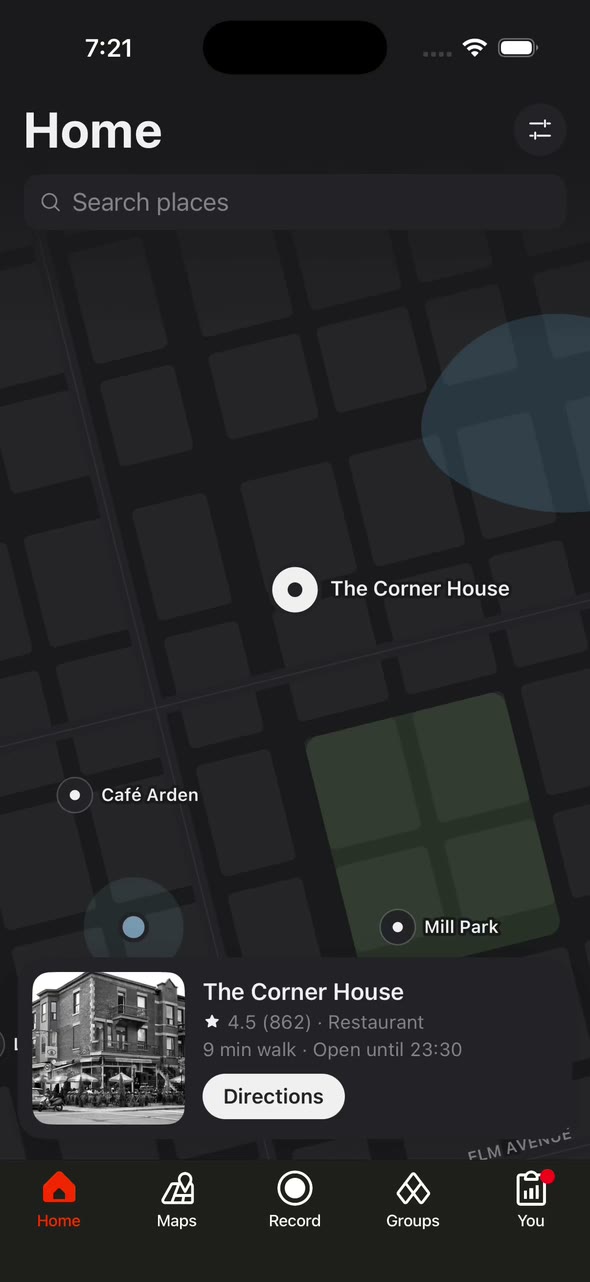 7:21
Home
Search places
The Corner House
Café Arden
Mill Park
The Corner House
4.5 (862) · Restaurant
9 min walk · Open until 23:30
Directions
ELM AVENUE
Home
Maps
Record
Groups
You